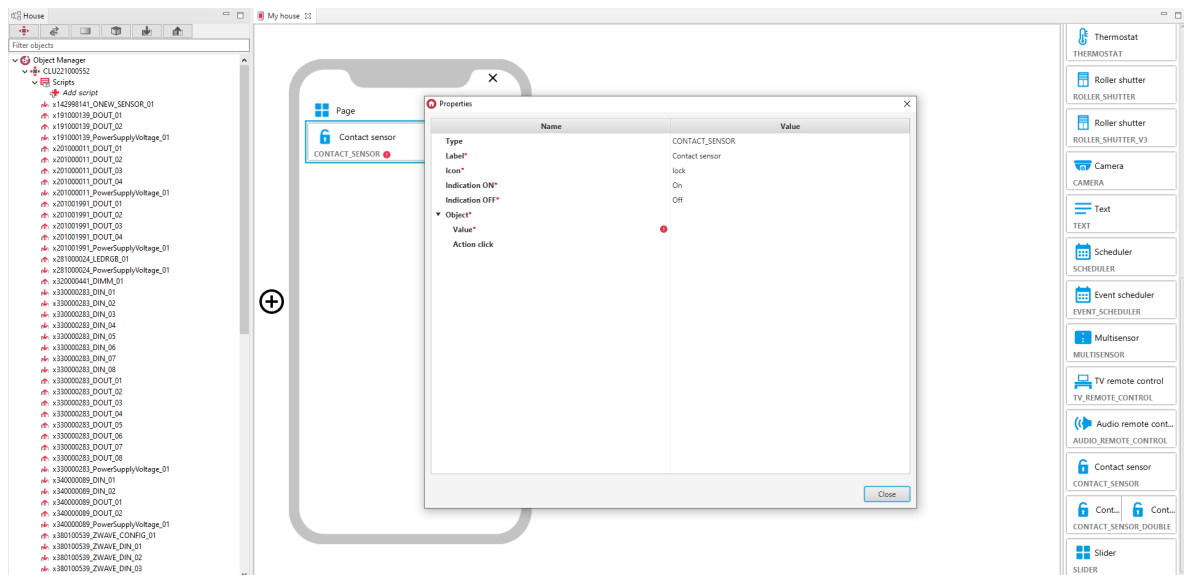 House
My house
Filter objects
Object Manager
CLU221000552
Scripts
Add script
x142998141_ONEW_SENSOR_01
x191000139_DOUT_01
x191000139_DOUT_02
x191000139_PowerSupplyVoltage_01
x201000011_DOUT_01
x201000011_DOUT_02
x201000011_DOUT_03
x201000011_DOUT_04
x201000011_PowerSupplyVoltage_01
x201001991_DOUT_01
x201001991_DOUT_02
x201001991_DOUT_03
x201001991_DOUT_04
x201001991_PowerSupplyVoltage_01
x281000024_LEDRGB_01
x281000024_PowerSupplyVoltage_01
x320000441_DIMM_01
x330000283_DIN_01
x330000283_DIN_02
x330000283_DIN_03
x330000283_DIN_04
x330000283_DIN_05
x330000283_DIN_06
x330000283_DIN_07
x330000283_DIN_08
x330000283_DOUT_01
x330000283_DOUT_02
x330000283_DOUT_03
x330000283_DOUT_04
x330000283_DOUT_05
x330000283_DOUT_06
x330000283_DOUT_07
x330000283_DOUT_08
x330000283_PowerSupplyVoltage_01
x340000089_DIN_01
x340000089_DIN_02
x340000089_DOUT_01
x340000089_DOUT_02
x340000089_PowerSupplyVoltage_01
x380100539_ZWAVE_CONFIG_01
x380100539_ZWAVE_DIN_01
x380100539_ZWAVE_DIN_02
x380100539_ZWAVE_DIN_03
Page
Contact sensor
CONTACT_SENSOR
Properties
Name Value
Type CONTACT_SENSOR
Label* Contact sensor
Icon* lock
Indication ON* On
Indication OFF* Off
Object*
Value*
Action click
Close
Thermostat
THERMOSTAT
Roller shutter
ROLLER_SHUTTER
Roller shutter
ROLLER_SHUTTER_V3
Camera
CAMERA
Text
TEXT
Scheduler
SCHEDULER
Event scheduler
EVENT_SCHEDULER
Multisensor
MULTISENSOR
TV remote control
TV_REMOTE_CONTROL
Audio remote cont...
AUDIO_REMOTE_CONTROL
Contact sensor
CONTACT_SENSOR
Cont... Cont...
CONTACT_SENSOR_DOUBLE
Slider
SLIDER